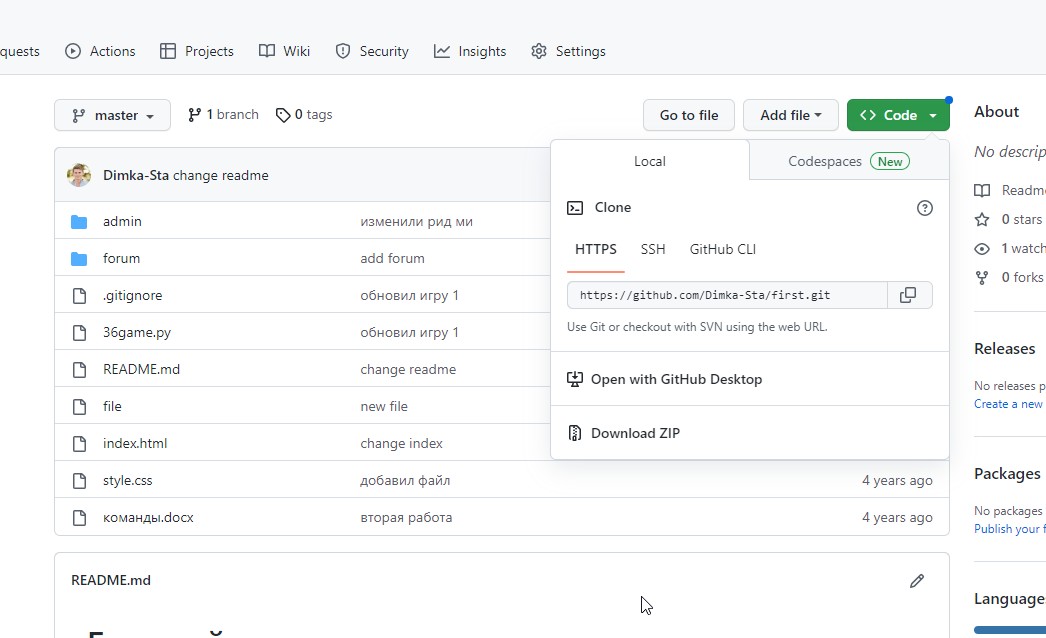 quests Actions Projects Wiki Security Insights Settings
master 1 branch 0 tags Go to file Add file Code
About
Dimka-Sta change readme
Local Codespaces New
No descrip
Clone
Readme
admin изменили рид ми
0 stars
HTTPS SSH GitHub CLI
1 watch
forum add forum
0 forks
.gitignore обновил игру 1
https://github.com/Dimka-Sta/first.git
Use Git or checkout with SVN using the web URL.
36game.py обновил игру 1
Releases
README.md change readme
Open with GitHub Desktop
No releases p
Create a new
file new file
index.html change index
Download ZIP
style.css добавил файл 4 years ago
Packages
No packages
команды.docx вторая работа 4 years ago
Publish your f
README.md
Language